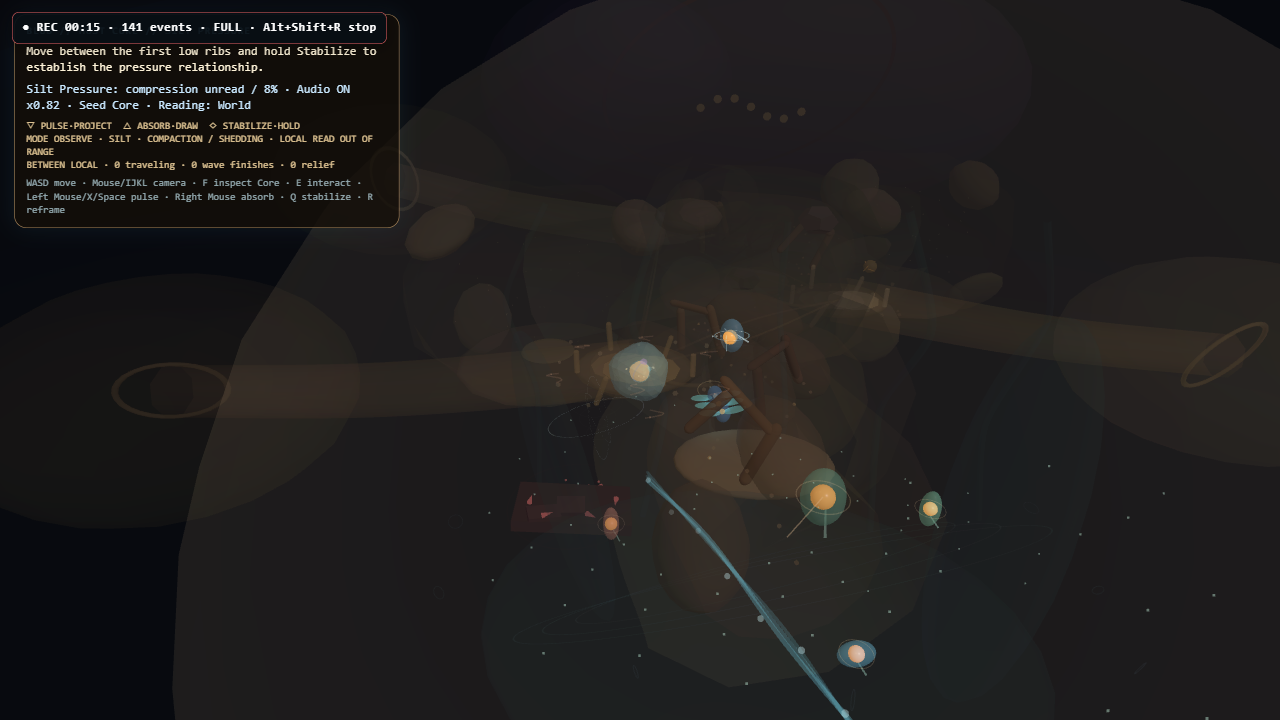 ● REC 00:15 · 141 events · FULL · Alt+Shift+R stop
Move between the first low ribs and hold Stabilize to
establish the pressure relationship.
Silt Pressure: compression unread / 8% · Audio ON
x0.82 · Seed Core · Reading: World
▽ PULSE·PROJECT △ ABSORB·DRAW ◇ STABILIZE·HOLD
MODE OBSERVE · SILT · COMPACTION / SHEDDING · LOCAL READ OUT OF
RANGE
BETWEEN LOCAL · 0 traveling · 0 wave finishes · 0 relief
WASD move · Mouse/IJKL camera · F inspect Core · E interact ·
Left Mouse/X/Space pulse · Right Mouse absorb · Q stabilize · R
reframe